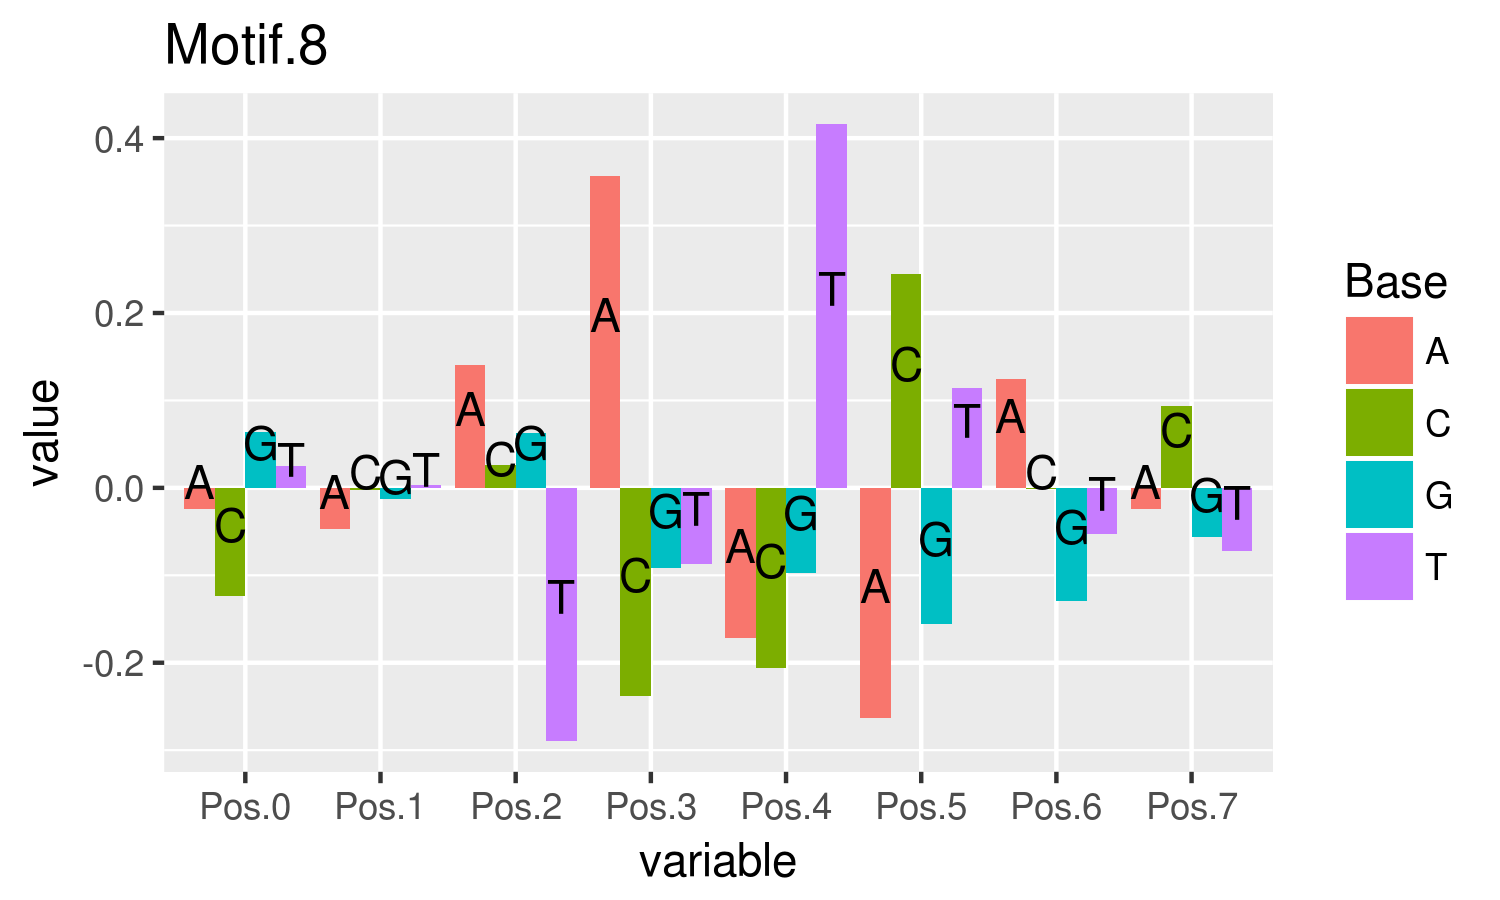 Motif.8
value
0.4
0.2
0.0
-0.2
A C G T A C G T A C G T A C G T A C G T A C G T A C G T A C G T
Pos.0 Pos.1 Pos.2 Pos.3 Pos.4 Pos.5 Pos.6 Pos.7
variable
Base
A
C
G
T